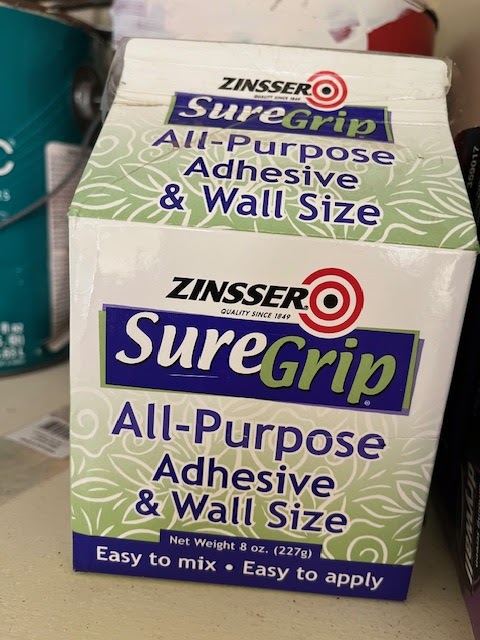 ZINSSER
QUALITY SINCE 1849
SureGrip
All-Purpose
Adhesive
& Wall Size
ZINSSER
QUALITY SINCE 1849
SureGrip®
All-Purpose
Adhesive
& Wall Size
Net Weight 8 oz. (227g)
Easy to mix • Easy to apply
C
359017